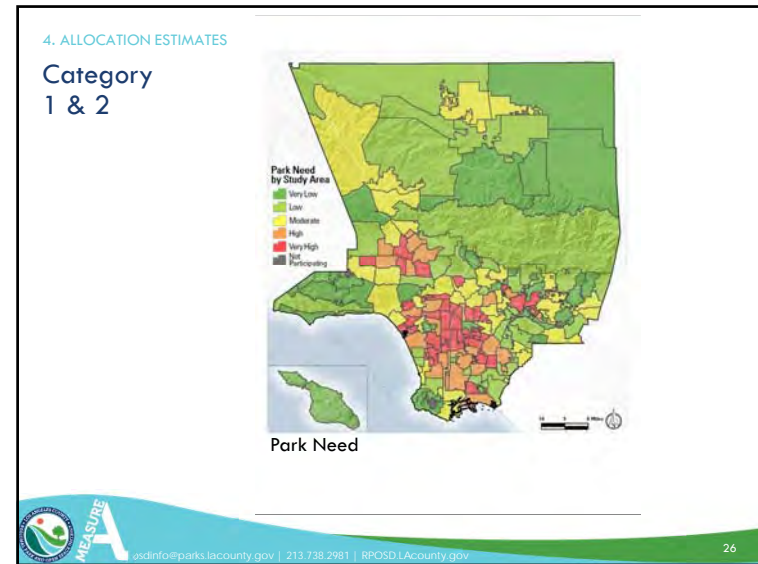 4. ALLOCATION ESTIMATES
Category
1 & 2
Park Need
by Study Area
Very Low
Low
Moderate
High
Very High
Not
Participating
Park Need
MEASURE
A
osdinfo@parks.lacounty.gov | 213.738.2981 | RPOSD.LAcounty.gov
26